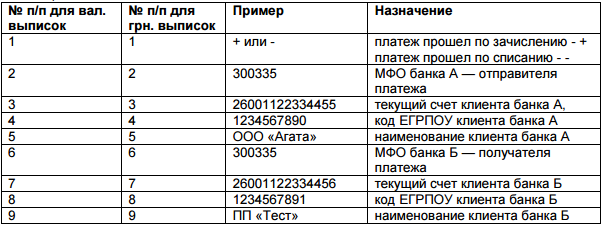 № п/п для вал. выписок № п/п для грн. выписок Пример Назначение
1 1 + или - платеж прошел по зачислению - +
платеж прошел по списанию - -
2 2 300335 МФО банка А — отправителя
платежа
3 3 26001122334455 текущий счет клиента банка А,
4 4 1234567890 код ЕГРПОУ клиента банка А
5 5 ООО «Агата» наименование клиента банка А
6 6 300335 МФО банка Б — получателя
платежа
7 7 26001122334456 текущий счет клиента банка Б
8 8 1234567891 код ЕГРПОУ клиента банка Б
9 9 ПП «Тест» наименование клиента банка Б